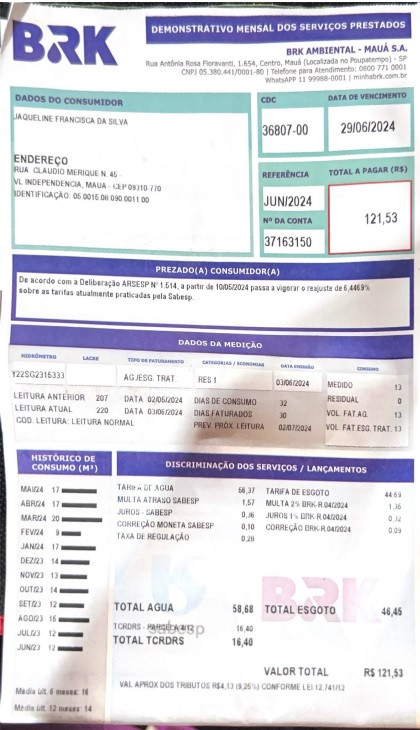 BRK
DEMONSTRATIVO MENSAL DOS SERVIÇOS PRESTADOS
BRK AMBIENTAL - MAUÁ S.A.
Rua Antônia Rosa Fioravanti, 1.654, Centro, Mauá (Localizada no Poupatempo) - SP
CNPJ 05.380.441/0001-80 | Telefone para Atendimento: 0800 771 0001
WhatsApp 11 99988-0001 | minhabrk.com.br
DADOS DO CONSUMIDOR
JAQUELINE FRANCISCA DA SILVA
ENDEREÇO
RUA CLAUDIO MERIQUE N. 45 -
VL INDEPENDENCIA, MAUA - CEP 09310-770
IDENTIFICAÇÃO: 06 0015 08 090 0011 00
CDC
36807-00
DATA DE VENCIMENTO
29/06/2024
REFERÊNCIA
JUN/2024
Nº DA CONTA
37163150
TOTAL A PAGAR (R$)
121,53
PREZADO(A) CONSUMIDOR(A)
De acordo com a Deliberação ARSESP Nº 1.514, a partir de 10/05/2024 passa a vigorar o reajuste de 6,4469%
sobre as tarifas atualmente praticadas pela Sabesp.
DADOS DA MEDIÇÃO
HIDRÔMETRO LACRE TIPO DE FATURAMENTO CATEGORIAS / ECONOMIAS DATA EMISSÃO CONSUMO
Y22SG2316333 AG./ESG. TRAT. RES 1 03/06/2024 MEDIDO 13
LEITURA ANTERIOR 207 DATA 02/05/2024 DIAS DE CONSUMO 32 RESIDUAL 0
LEITURA ATUAL 220 DATA 03/06/2024 DIAS FATURADOS 30 VOL. FAT.AG. 13
COD. LEITURA: LEITURA NORMAL PREV. PRÓX. LEITURA 02/07/2024 VOL. FAT ESG. TRAT. 13
HISTÓRICO DE
CONSUMO (M³)
MAI/24 17
ABR/24 17
MAR/24 20
FEV/24 9
JAN/24 17
DEZ/23 14
NOV/23 13
OUT/23 14
SET/23 12
AGO/23 16
JUL/23 12
JUN/23 12
Média últ. 6 meses: 16
Média últ. 12 meses: 14
DISCRIMINAÇÃO DOS SERVIÇOS / LANÇAMENTOS
TARIFA DE AGUA 56,37 TARIFA DE ESGOTO 44,69
MULTA ATRASO SABESP 1,57 MULTA 2% BRK-R.04/2024 1,35
JUROS - SABESP 0,36 JUROS 1% BRK-R.04/2024 0,32
CORREÇÃO MONETA SABESP 0,10 CORREÇÃO BRK-R.04/2024 0,09
TAXA DE REGULAÇÃO 0,28
TOTAL AGUA 58,68 TOTAL ESGOTO 46,45
TCRDRS - PARCELA 16,40
TOTAL TCRDRS 16,40
sabesp
BRK
VALOR TOTAL R$ 121,53
VAL APROX DOS TRIBUTOS R$4,13 (9,25%) CONFORME LEI 12.741/12